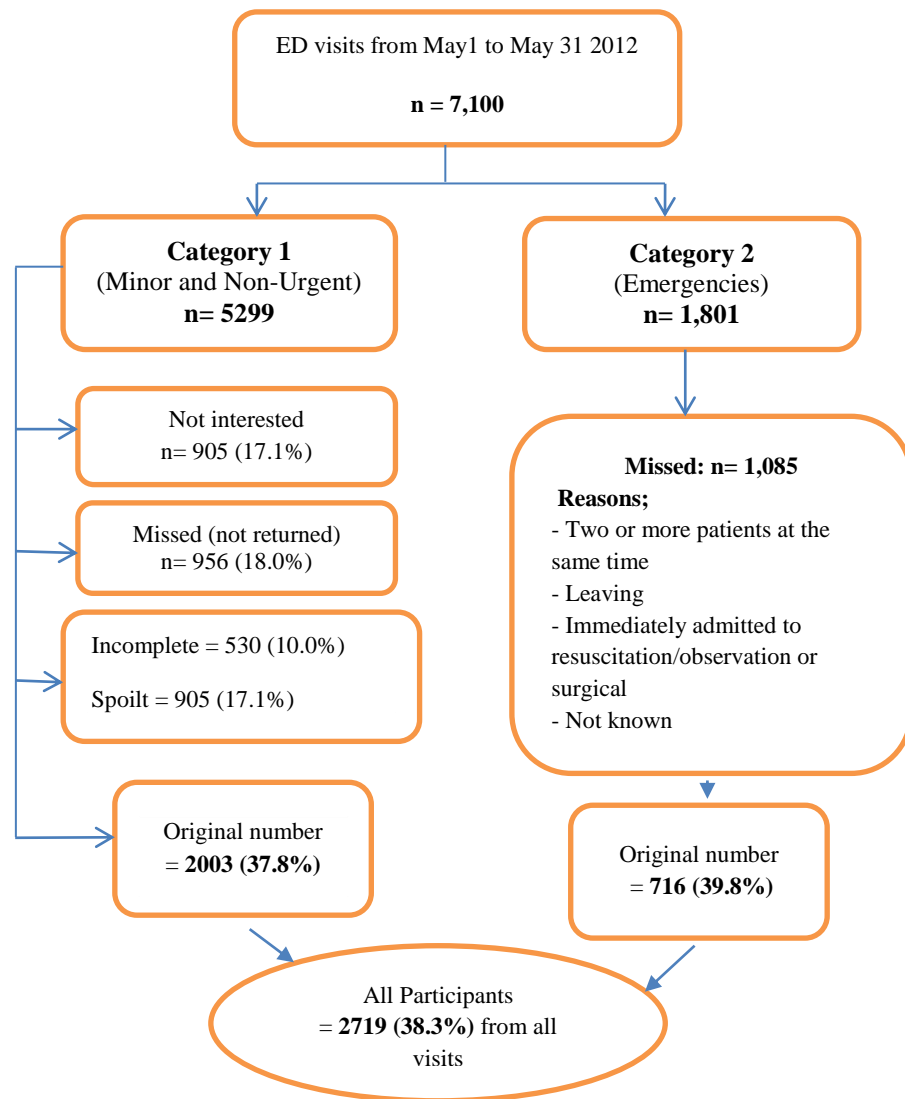 ED visits from May1 to May 31 2012
n = 7,100
Category 1
(Minor and Non-Urgent)
n= 5299
Category 2
(Emergencies)
n= 1,801
Not interested
n= 905 (17.1%)
Missed (not returned)
n= 956 (18.0%)
Incomplete = 530 (10.0%)
Spoilt = 905 (17.1%)
Missed: n= 1,085
Reasons;
- Two or more patients at the
same time
- Leaving
- Immediately admitted to
resuscitation/observation or
surgical
- Not known
Original number
= 2003 (37.8%)
Original number
= 716 (39.8%)
All Participants
= 2719 (38.3%) from all
visits